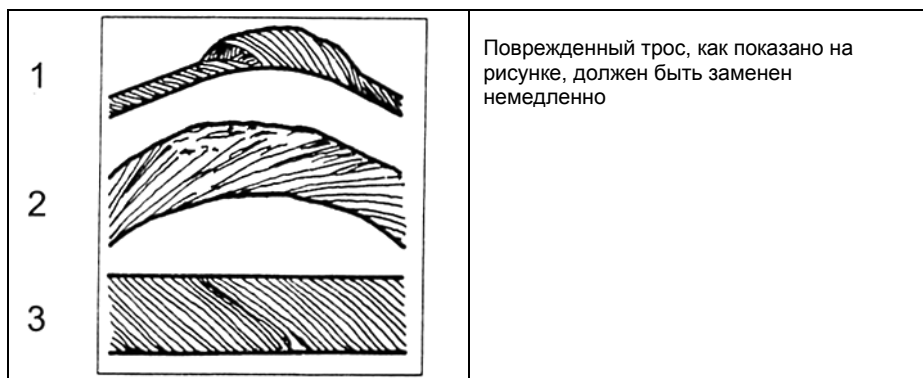 1
2
3
Поврежденный трос, как показано на
рисунке, должен быть заменен
немедленно